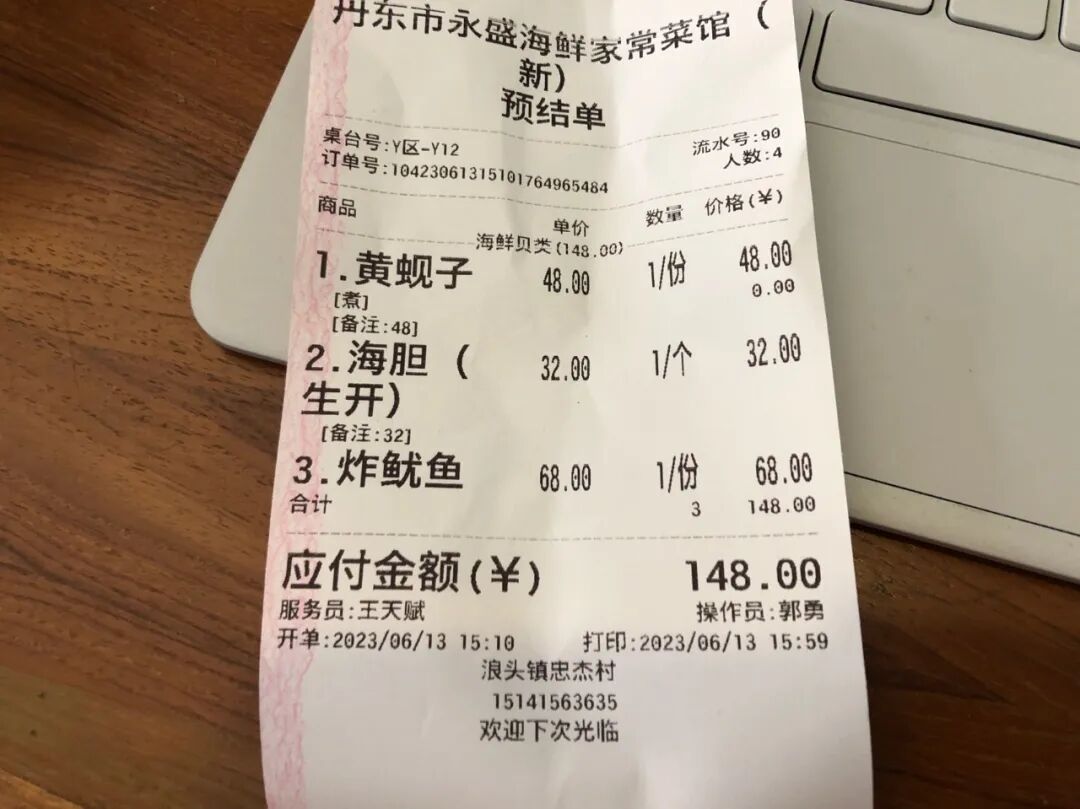 丹东市永盛海鲜家常菜馆（
新）
预结单
桌台号:Y区-Y12 流水号:90
订单号:104230613151017649​65484 人数:4
商品 单价 数量 价格(￥)
海鲜贝类(148.00)
1.黄蚬子 48.00 1/份 48.00
[煮] 0.00
[备注:48]
2.海胆（ 32.00 1/个 32.00
生开）
[备注:32]
3.炸鱿鱼 68.00 1/份 68.00
合计 3 148.00
应付金额(￥) 148.00
服务员:王天赋 操作员:郭勇
开单:2023/06/13 15:10 打印:2023/06/13 15:59
浪头镇忠杰村
15141563635
欢迎下次光临